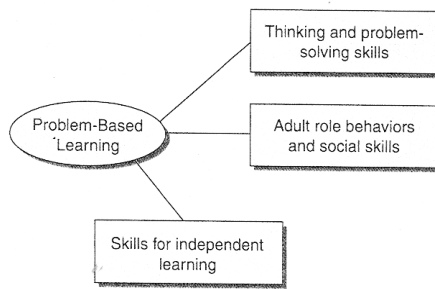 Thinking and problem-
solving skills
Problem-Based
Learning
Adult role behaviors
and social skills
Skills for independent
learning